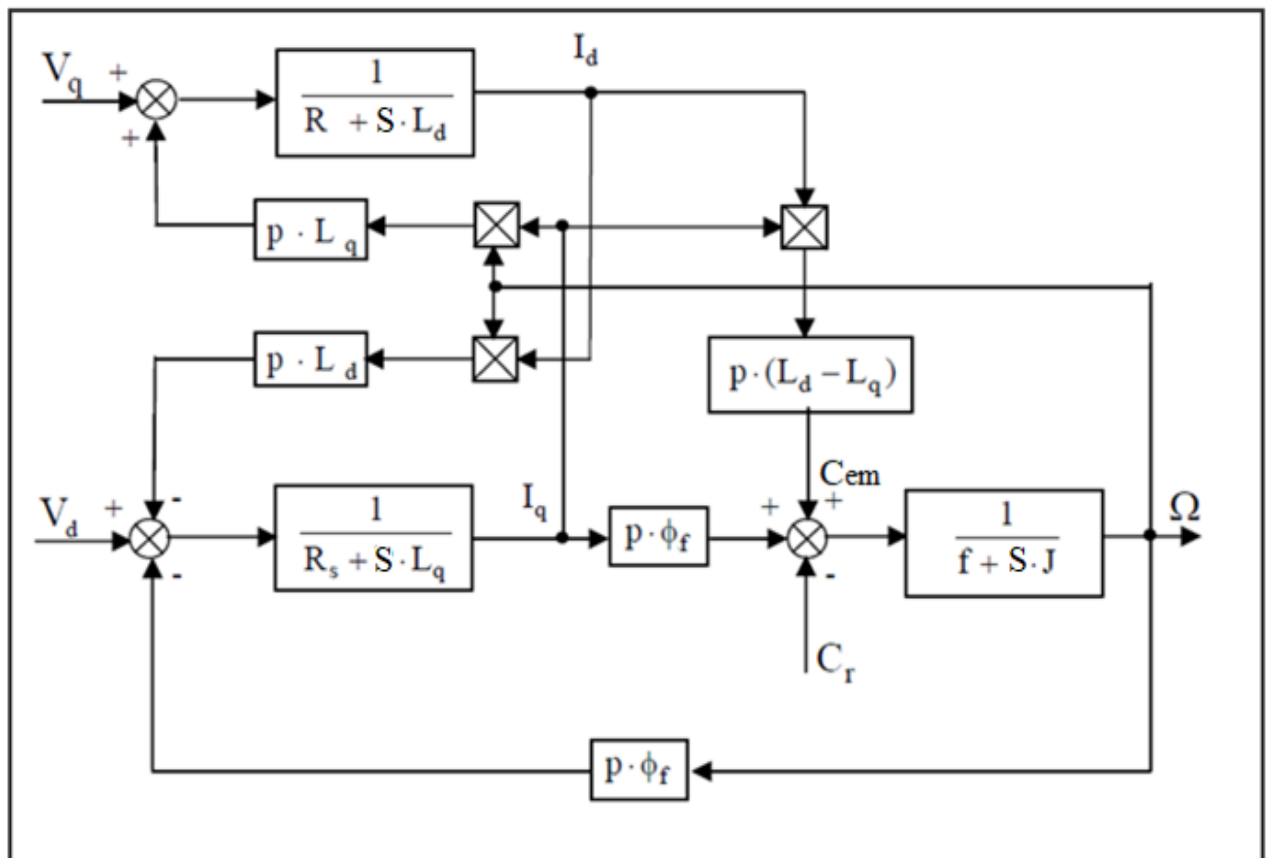 I_d
V_q + 1
R + S·L_d
+
p · L_q
p · L_d
p·(L_d − L_q)
-
V_d +
-
1
R_s + S·L_q
I_q
p·ϕ_f
Cem
+ +
-
1
f + S·J
Ω
C_r
p·ϕ_f